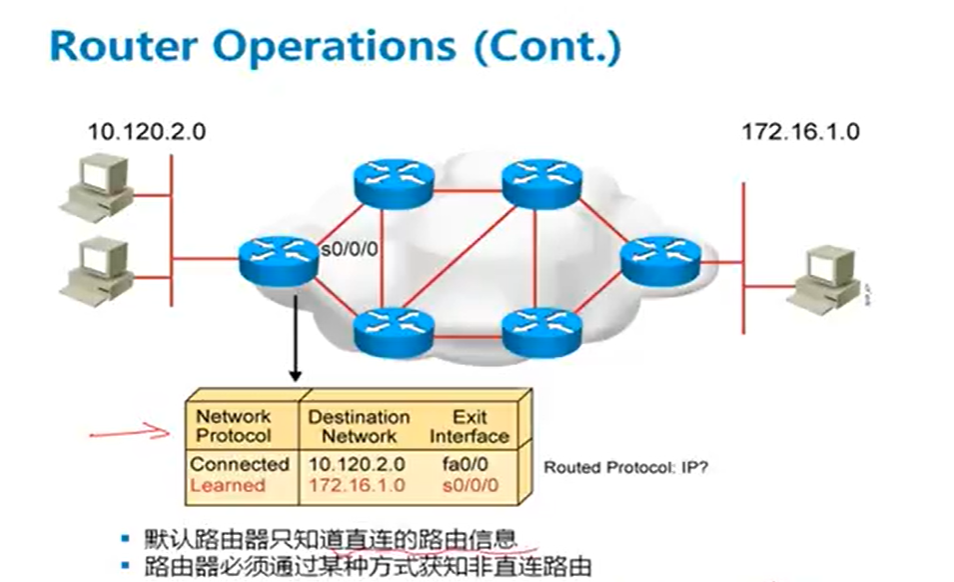 Router Operations (Cont.)
10.120.2.0
172.16.1.0
s0/0/0
Network Protocol
Destination Network
Exit Interface
Connected 10.120.2.0 fa0/0
Learned 172.16.1.0 s0/0/0
Routed Protocol: IP?
默认路由器只知道直连的路由信息
路由器必须通过某种方式获知非直连路由